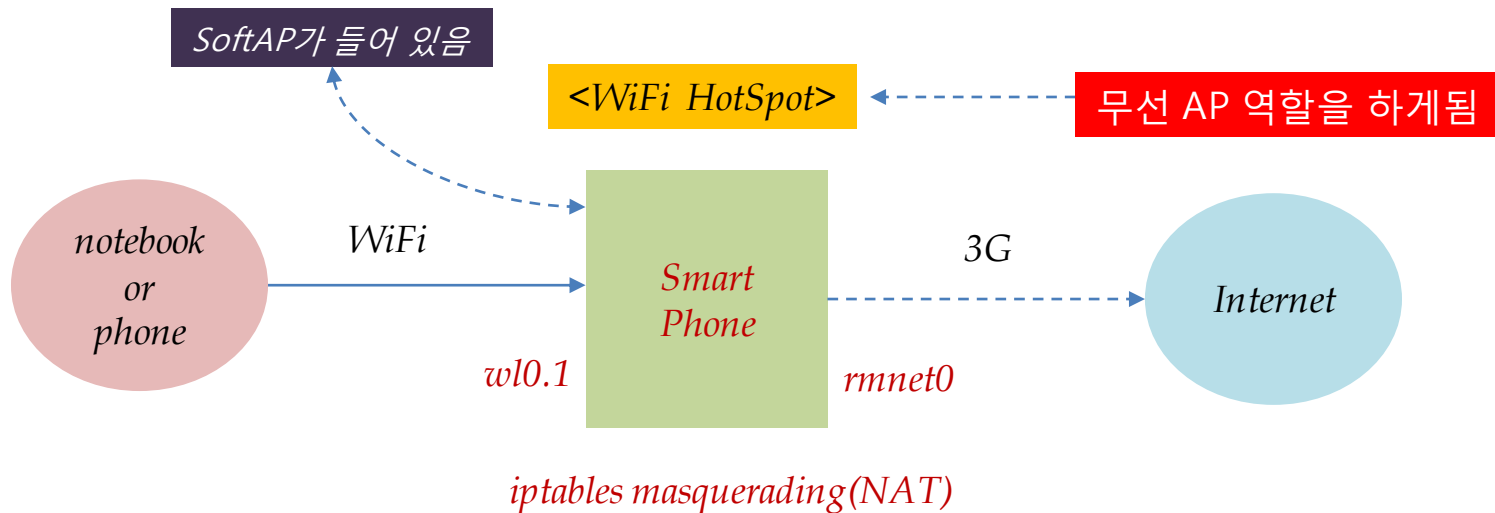 SoftAP가 들어 있음
<WiFi HotSpot>
무선 AP 역할을 하게됨
notebook
or
phone
WiFi
Smart
Phone
3G
Internet
wl0.1
rmnet0
iptables masquerading(NAT)